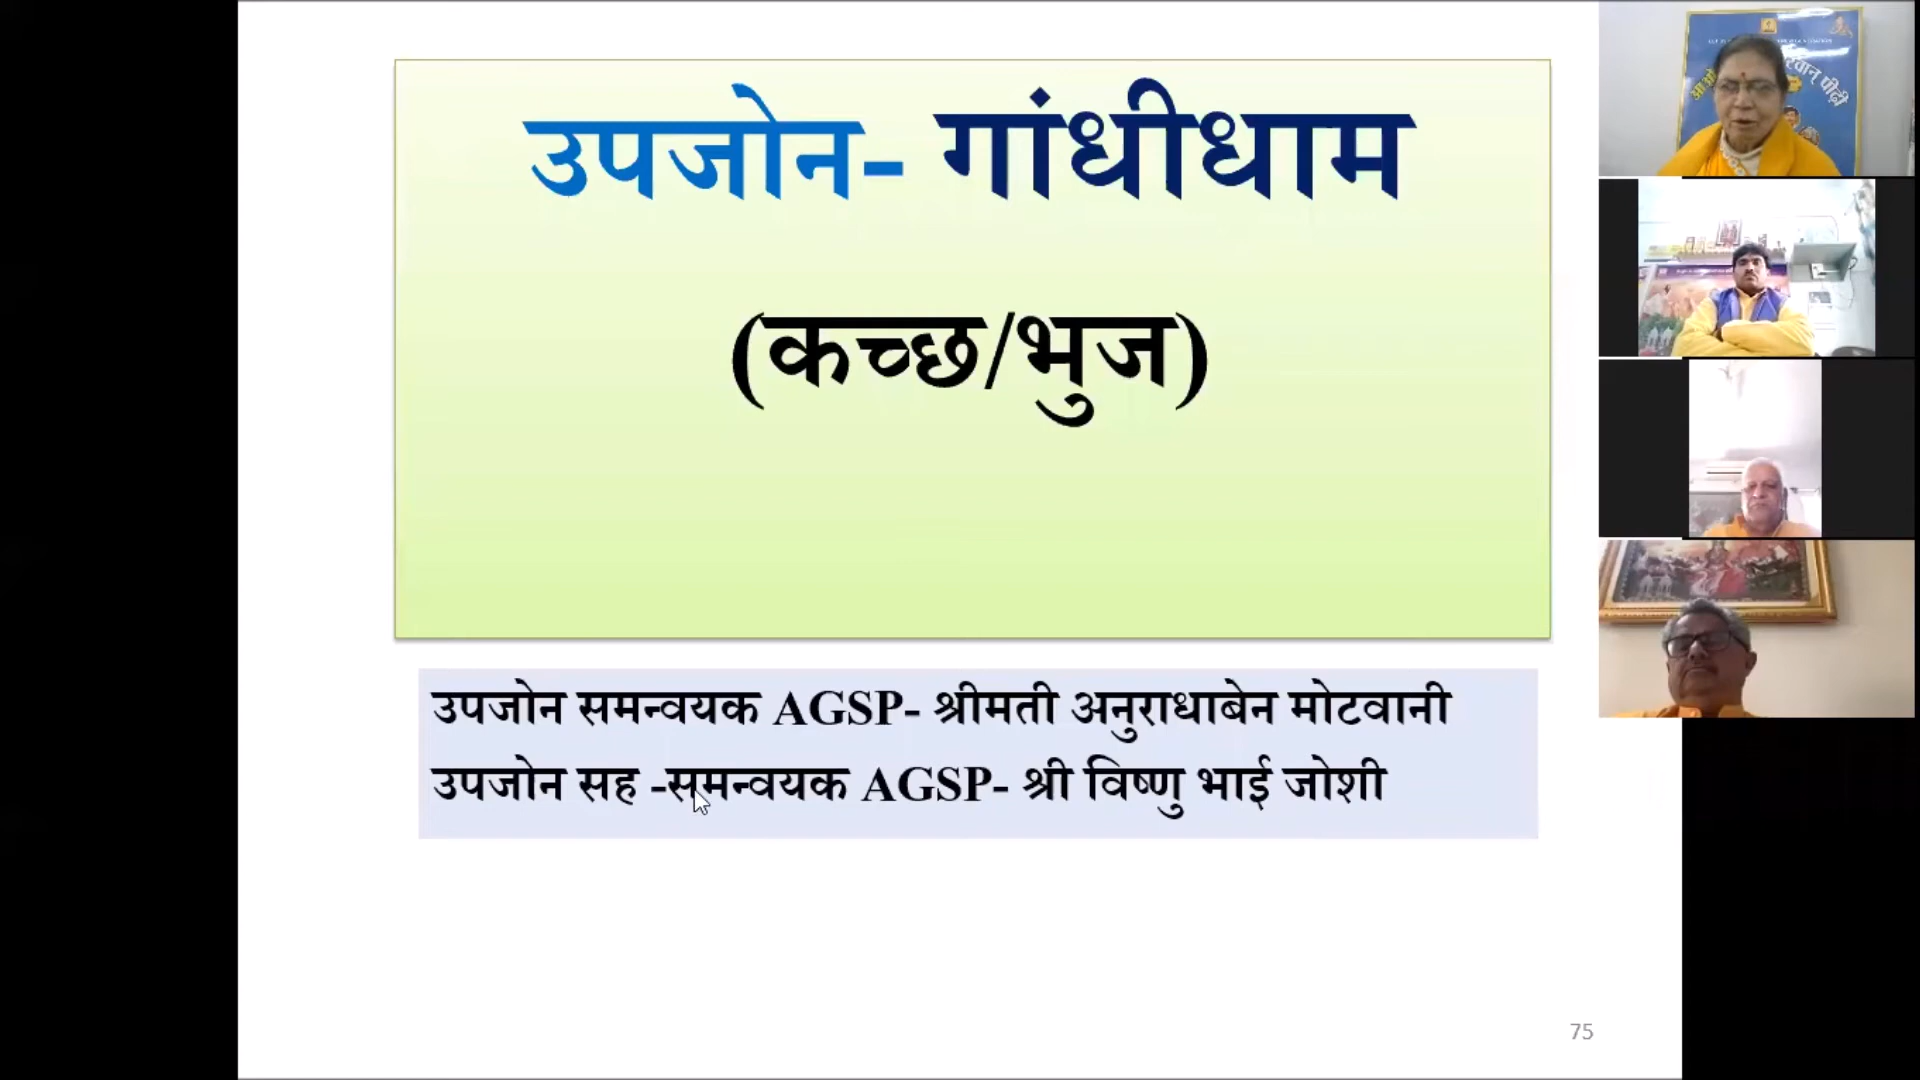 उपजोन- गांधीधाम
(कच्छ/भुज)
उपजोन समन्वयक AGSP- श्रीमती अनुराधाबेन मोटवानी
उपजोन सह -समन्वयक AGSP- श्री विष्णु भाई जोशी
75